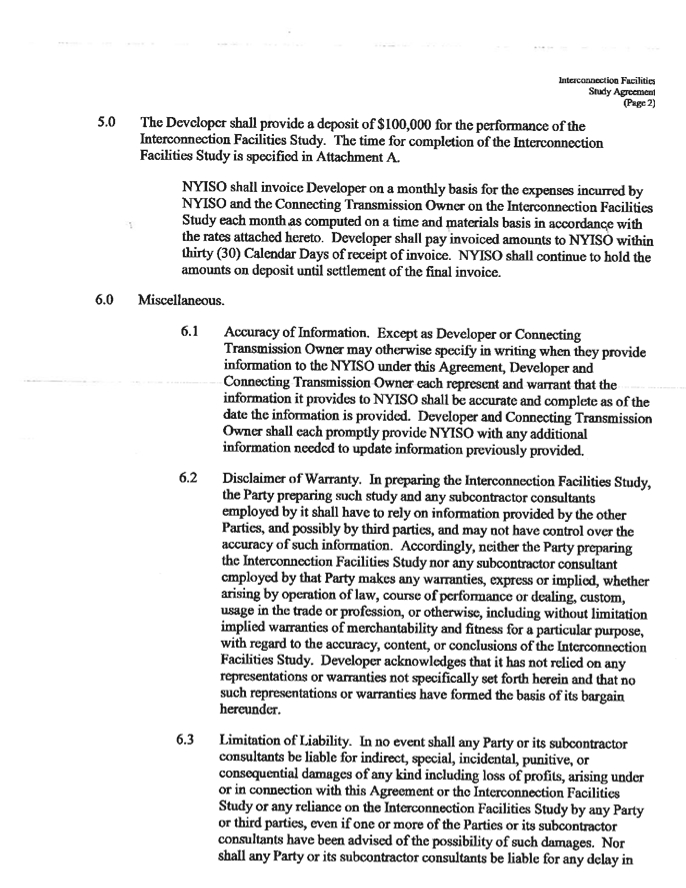 Interconnection Facilities
Study Agreement
(Page 2)
5.0 The Developer shall provide a deposit of $100,000 for the performance of the
Interconnection Facilities Study. The time for completion of the Interconnection
Facilities Study is specified in Attachment A.
NYISO shall invoice Developer on a monthly basis for the expenses incurred by
NYISO and the Connecting Transmission Owner on the Interconnection Facilities
Study each month as computed on a time and materials basis in accordance with
the rates attached hereto. Developer shall pay invoiced amounts to NYISO within
thirty (30) Calendar Days of receipt of invoice. NYISO shall continue to hold the
amounts on deposit until settlement of the final invoice.
6.0 Miscellaneous.
6.1 Accuracy of Information. Except as Developer or Connecting
Transmission Owner may otherwise specify in writing when they provide
information to the NYISO under this Agreement, Developer and
Connecting Transmission Owner each represent and warrant that the
information it provides to NYISO shall be accurate and complete as of the
date the information is provided. Developer and Connecting Transmission
Owner shall each promptly provide NYISO with any additional
information needed to update information previously provided.
6.2 Disclaimer of Warranty. In preparing the Interconnection Facilities Study,
the Party preparing such study and any subcontractor consultants
employed by it shall have to rely on information provided by the other
Parties, and possibly by third parties, and may not have control over the
accuracy of such information. Accordingly, neither the Party preparing
the Interconnection Facilities Study nor any subcontractor consultant
employed by that Party makes any warranties, express or implied, whether
arising by operation of law, course of performance or dealing, custom,
usage in the trade or profession, or otherwise, including without limitation
implied warranties of merchantability and fitness for a particular purpose,
with regard to the accuracy, content, or conclusions of the Interconnection
Facilities Study. Developer acknowledges that it has not relied on any
representations or warranties not specifically set forth herein and that no
such representations or warranties have formed the basis of its bargain
hereunder.
6.3 Limitation of Liability. In no event shall any Party or its subcontractor
consultants be liable for indirect, special, incidental, punitive, or
consequential damages of any kind including loss of profits, arising under
or in connection with this Agreement or the Interconnection Facilities
Study or any reliance on the Interconnection Facilities Study by any Party
or third parties, even if one or more of the Parties or its subcontractor
consultants have been advised of the possibility of such damages. Nor
shall any Party or its subcontractor consultants be liable for any delay in